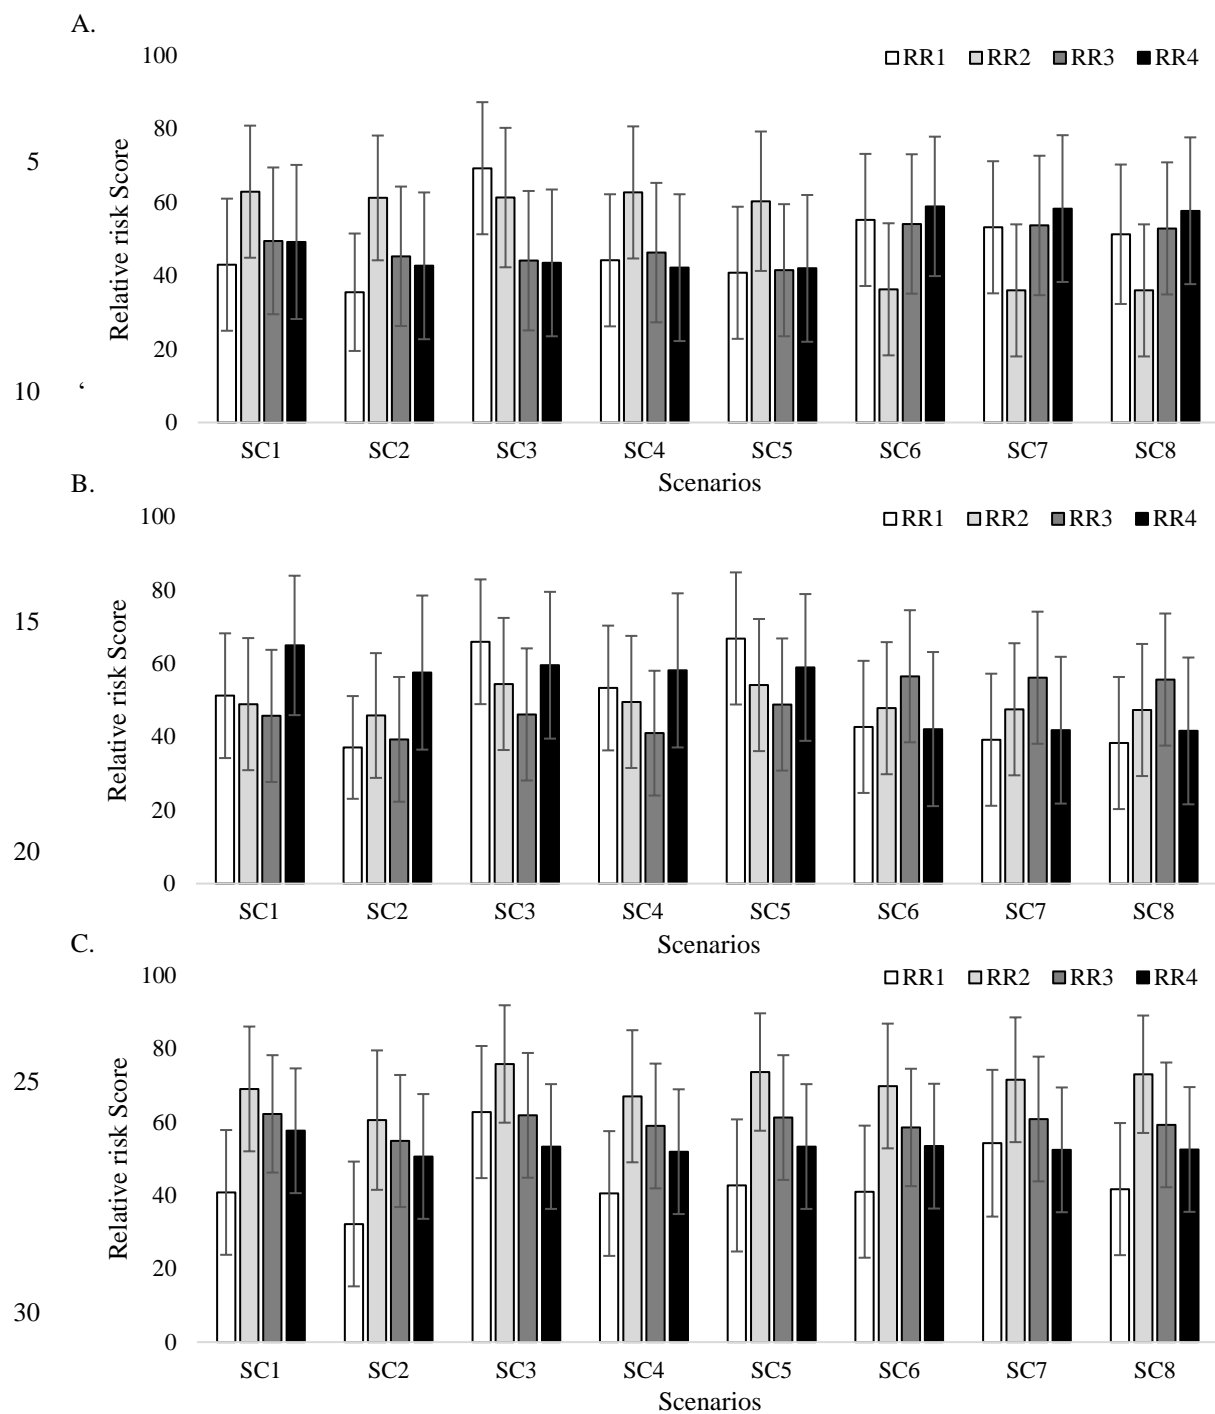 A.
100
RR1 RR2 RR3 RR4
80
5
60
40
10 ‘
20
0
Relative risk Score
SC1 SC2 SC3 SC4 SC5 SC6 SC7 SC8
Scenarios
B.
100
RR1 RR2 RR3 RR4
80
15
60
40
20
20
0
Relative risk Score
SC1 SC2 SC3 SC4 SC5 SC6 SC7 SC8
Scenarios
C.
100
RR1 RR2 RR3 RR4
80
25
60
40
20
30
0
Relative risk Score
SC1 SC2 SC3 SC4 SC5 SC6 SC7 SC8
Scenarios